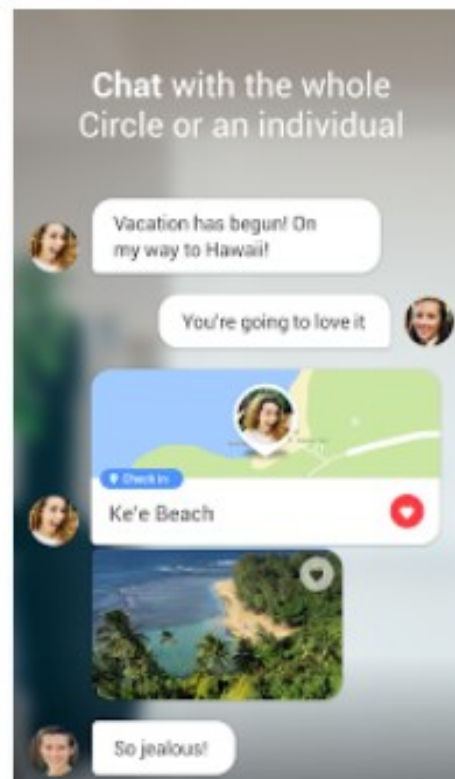 Chat with the whole
Circle or an individual
Vacation has begun! On
my way to Hawaii!
You're going to love it
Check in
Ke'e Beach
So jealous!